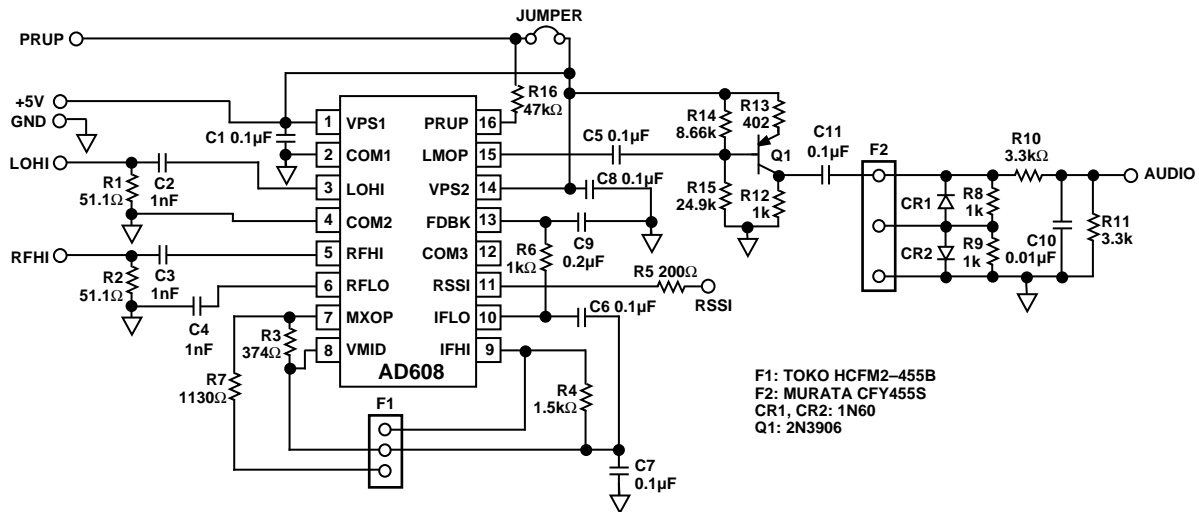 JUMPER
PRUP
+5V
GND
LOHI
RFHI
C1 0.1µF
R1
51.1Ω
C2
1nF
R2
51.1Ω
C3
1nF
C4
1nF
R7
1130Ω
R3
374Ω
1 VPS1
2 COM1
3 LOHI
4 COM2
5 RFHI
6 RFLO
7 MXOP
8 VMID
PRUP 16
LMOP 15
VPS2 14
FDBK 13
COM3 12
RSSI 11
IFLO 10
IFHI 9
AD608
F1
R16
47kΩ
C5 0.1µF
C8 0.1µF
R6
1kΩ
C9
0.2µF
R5 200Ω
RSSI
C6 0.1µF
R4
1.5kΩ
C7
0.1µF
R14
8.66k
R13
402
Q1
R15
24.9k
R12
1k
C11
0.1µF
F2
CR1
CR2
R8
1k
R9
1k
R10
3.3kΩ
C10
0.01µF
R11
3.3k
AUDIO
F1: TOKO HCFM2–455B
F2: MURATA CFY455S
CR1, CR2: 1N60
Q1: 2N3906